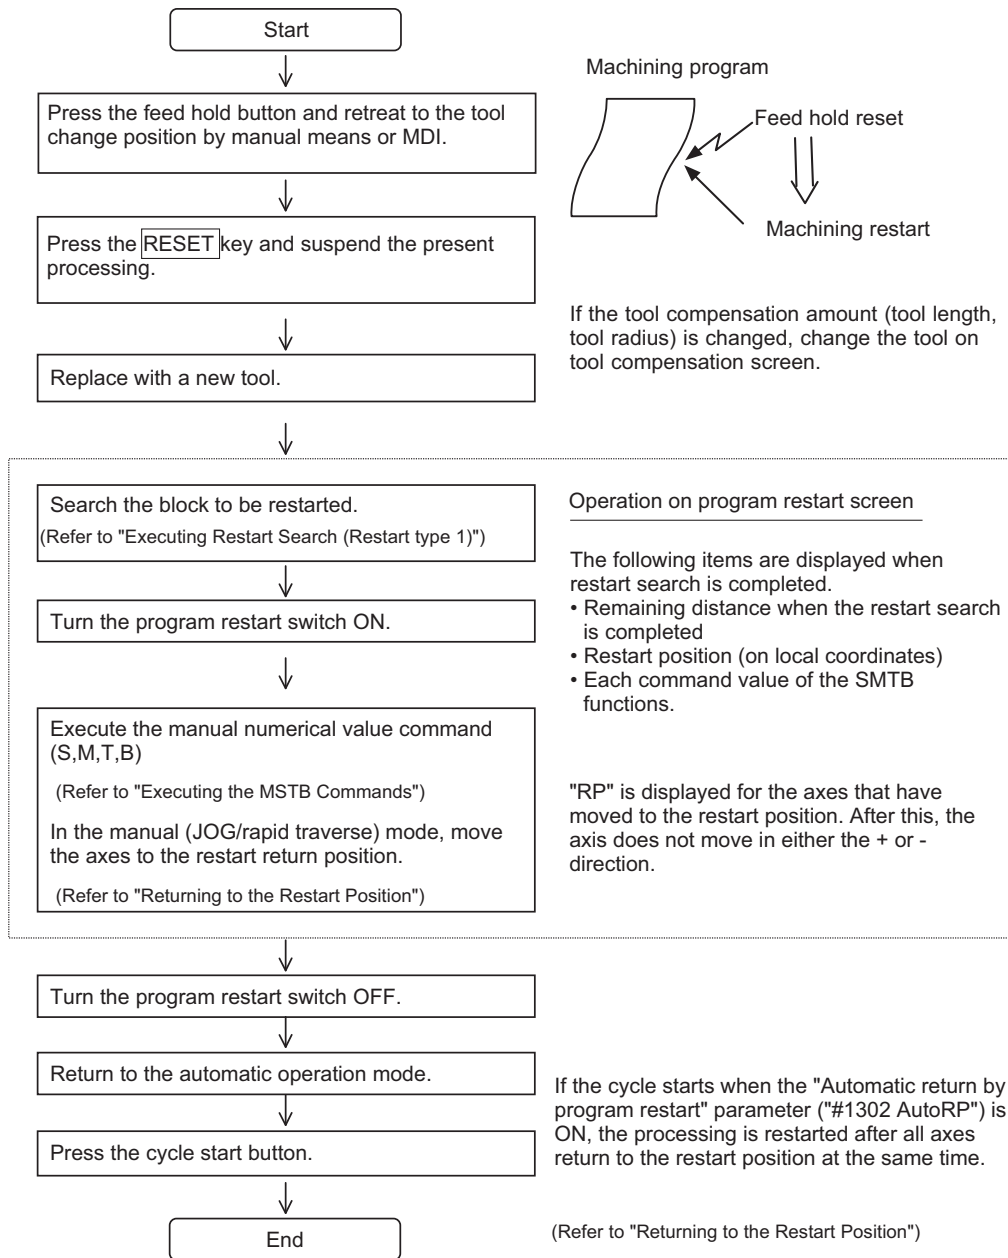 Start
Machining program
Press the feed hold button and retreat to the tool
change position by manual means or MDI.
Feed hold reset
Machining restart
Press the RESET key and suspend the present
processing.
If the tool compensation amount (tool length,
tool radius) is changed, change the tool on
tool compensation screen.
Replace with a new tool.
Search the block to be restarted.
(Refer to "Executing Restart Search (Restart type 1)")
Operation on program restart screen
The following items are displayed when
restart search is completed.
• Remaining distance when the restart search
is completed
• Restart position (on local coordinates)
• Each command value of the SMTB
functions.
Turn the program restart switch ON.
Execute the manual numerical value command
(S,M,T,B)
(Refer to "Executing the MSTB Commands")
In the manual (JOG/rapid traverse) mode, move
the axes to the restart return position.
(Refer to "Returning to the Restart Position")
"RP" is displayed for the axes that have
moved to the restart position. After this, the
axis does not move in either the + or -
direction.
Turn the program restart switch OFF.
Return to the automatic operation mode.
Press the cycle start button.
If the cycle starts when the "Automatic return by
program restart" parameter ("#1302 AutoRP") is
ON, the processing is restarted after all axes
return to the restart position at the same time.
End
(Refer to "Returning to the Restart Position")